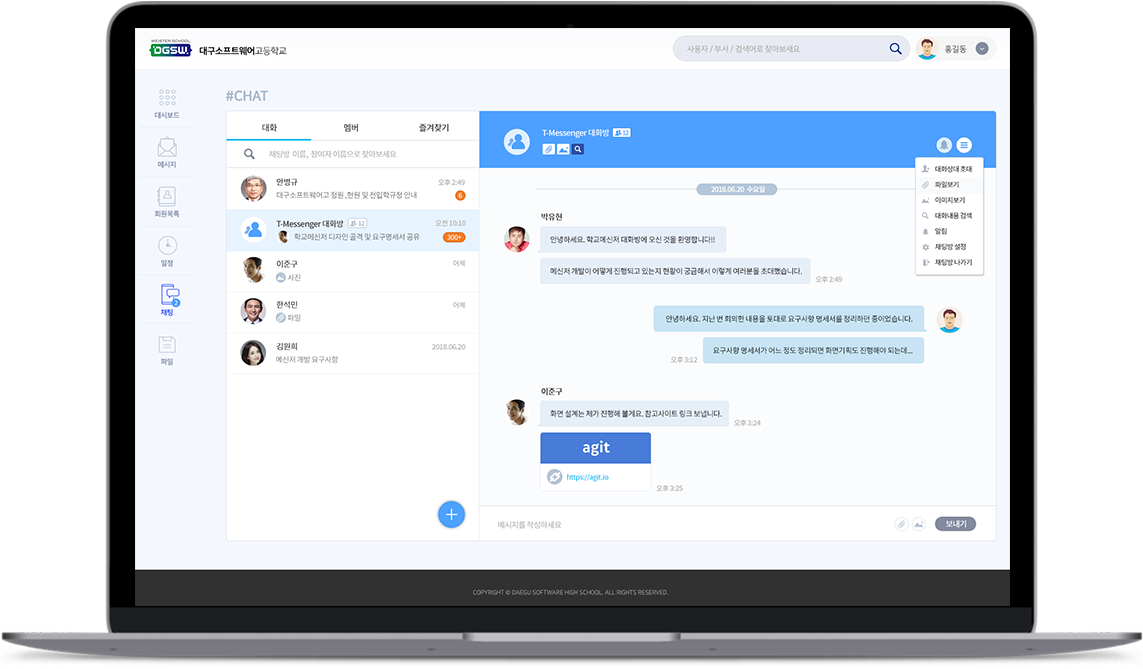 MEISTER SCHOOL
DGSW
대구소프트웨어고등학교
사용자 / 부서 / 검색어로 찾아보세요
홍길동
대시보드
메시지
회원목록
일정
2
채팅
파일
#CHAT
대화
멤버
즐겨찾기
채팅방 이름, 참여자 이름으로 찾아보세요
안병규
오후 2:49
대구소프트웨어고 정원 ,현원 및 전입학규정 안내
6
T-Messenger 대화방
12
오전 10:10
학교메신저 디자인 골격 및 요구명세서 공유
300+
이준구
어제
사진
한석민
어제
파일
김원희
2018.06.20
메신저 개발 요구사항
T-Messenger 대화방
12
대화상대 초대
파일보기
이미지보기
대화내용 검색
알림
채팅방 설정
채팅방 나가기
2018.06.20 수요일
박유현
안녕하세요, 학교메신저 대화방에 오신 것을 환영합니다!!
메신저 개발이 어떻게 진행되고 있는지 현황이 궁금해서 이렇게 여러분을 초대했습니다.
오후 2:49
안녕하세요. 지난 번 회의한 내용을 토대로 요구사항 명세서를 정리하던 중이었습니다.
요구사항 명세서가 어느 정도 정리되면 화면기획도 진행해야 되는데...
오후 3:12
이준구
화면 설계는 제가 진행해 볼게요. 참고사이트 링크 보냅니다.
오후 3:24
agit
https://agit.io
오후 3:25
메시지를 작성하세요
보내기
COPYRIGHT © DAEGU SOFTWARE HIGH SCHOOL. ALL RIGHTS RESERVED.